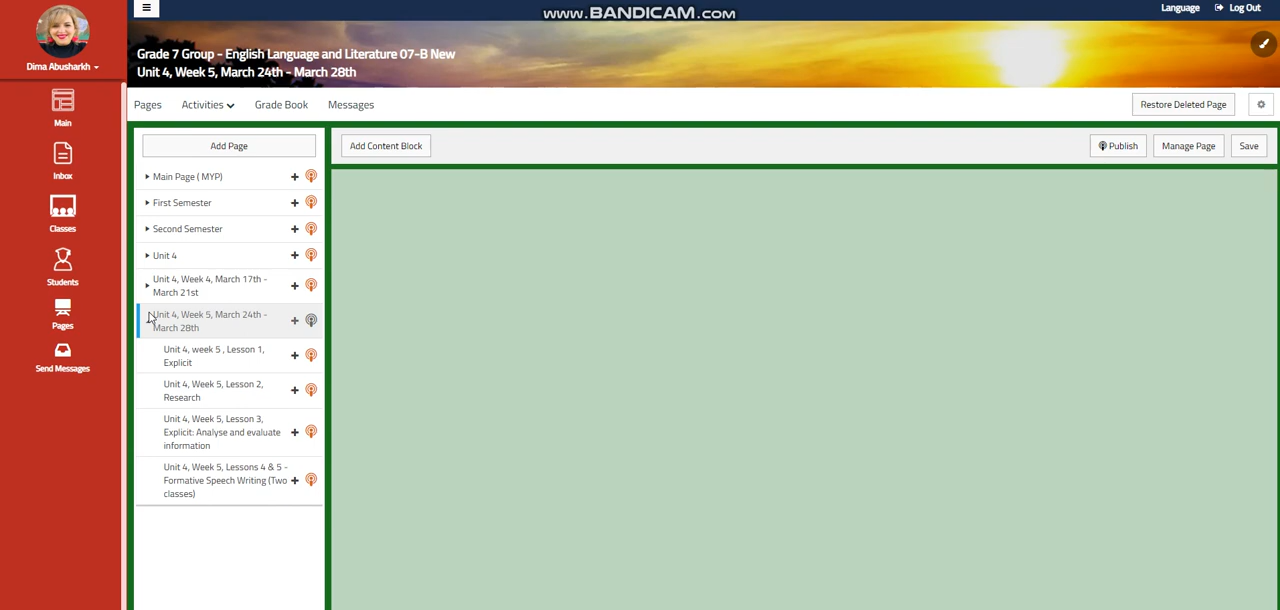 www.BANDICAM.com
Language
Log Out
Dima Abusharkh
Grade 7 Group - English Language and Literature 07-B New
Unit 4, Week 5, March 24th - March 28th
Pages
Activities
Grade Book
Messages
Restore Deleted Page
Main
Inbox
Classes
Students
Pages
Send Messages
Add Page
Main Page ( MYP)
First Semester
Second Semester
Unit 4
Unit 4, Week 4, March 17th -
March 21st
Unit 4, Week 5, March 24th -
March 28th
Unit 4, week 5 , Lesson 1,
Explicit
Unit 4, Week 5, Lesson 2,
Research
Unit 4, Week 5, Lesson 3,
Explicit: Analyse and evaluate
information
Unit 4, Week 5, Lessons 4 & 5 -
Formative Speech Writing (Two
classes)
Add Content Block
Publish
Manage Page
Save